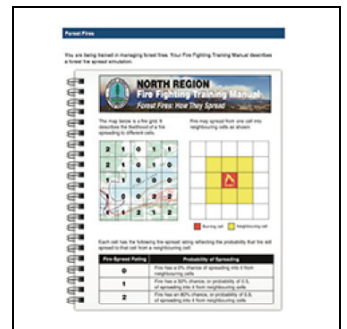 Forest Fires
You are being trained in managing forest fires. Your Fire Fighting Training Manual describes
a forest fire spread simulation.
NORTH REGION
Fire Fighting Training Manual
Forest Fires: How They Spread
The map below is a fire grid. It
describes the likelihood of a fire
spreading to different cells.
Fire may spread from one cell into
neighbouring cells as shown.
2 1 0 1 1
2 1 0 1 0
1 1 0 0 0
0 0 2 2
1 1 2 1 2
Burning cell Neighbouring cell
Each cell has the following fire spread rating reflecting the probability that fire will
spread to that cell from a neighbouring cell.
Fire-Spread Rating Probability of Spreading
0 Fire has a 0% chance of spreading into it from
neighbouring cells
1 Fire has a 50% chance, or probability of 0.5,
of spreading into it from neighbouring cells.
2 Fire has an 80% chance, or probability of 0.8,
of spreading into it from neighbouring cells.